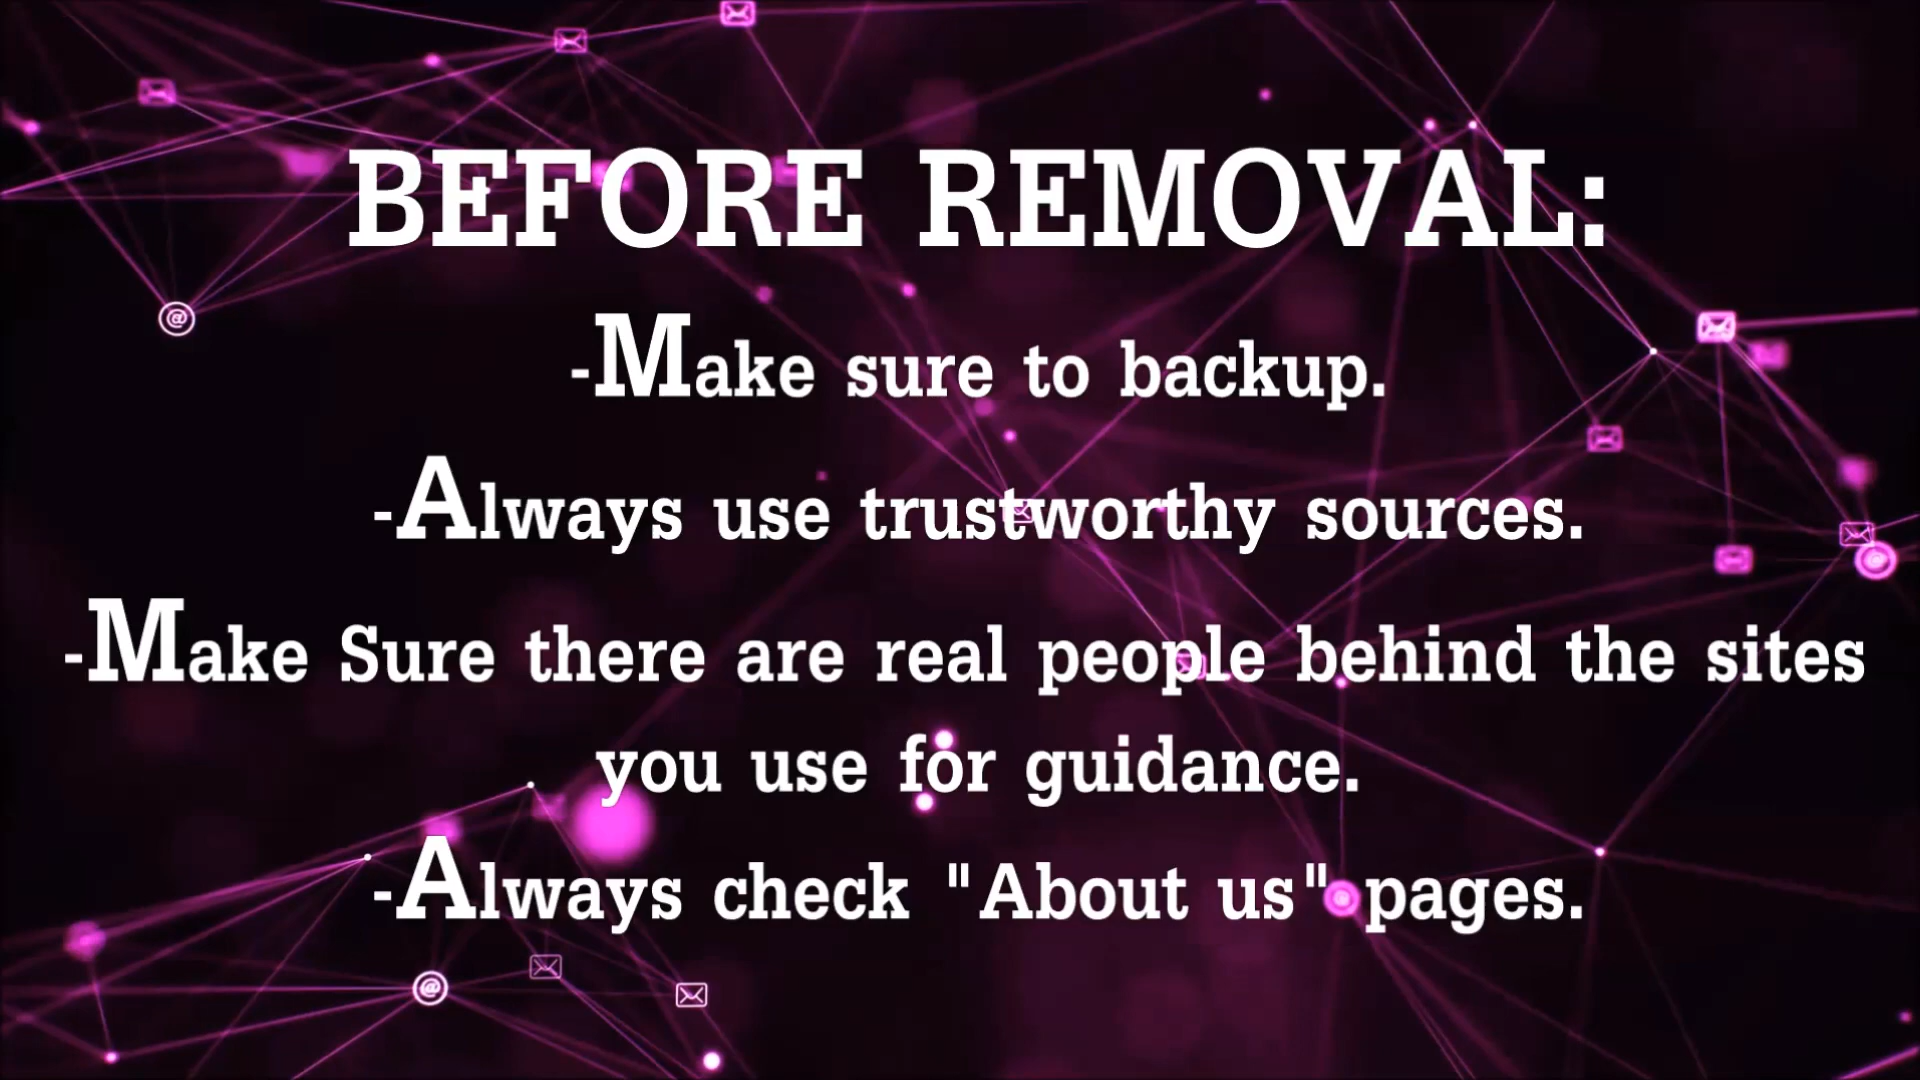 BEFORE REMOVAL:
-Make sure to backup.
-Always use trustworthy sources.
-Make Sure there are real people behind the sites
you use for guidance.
-Always check "About us" pages.